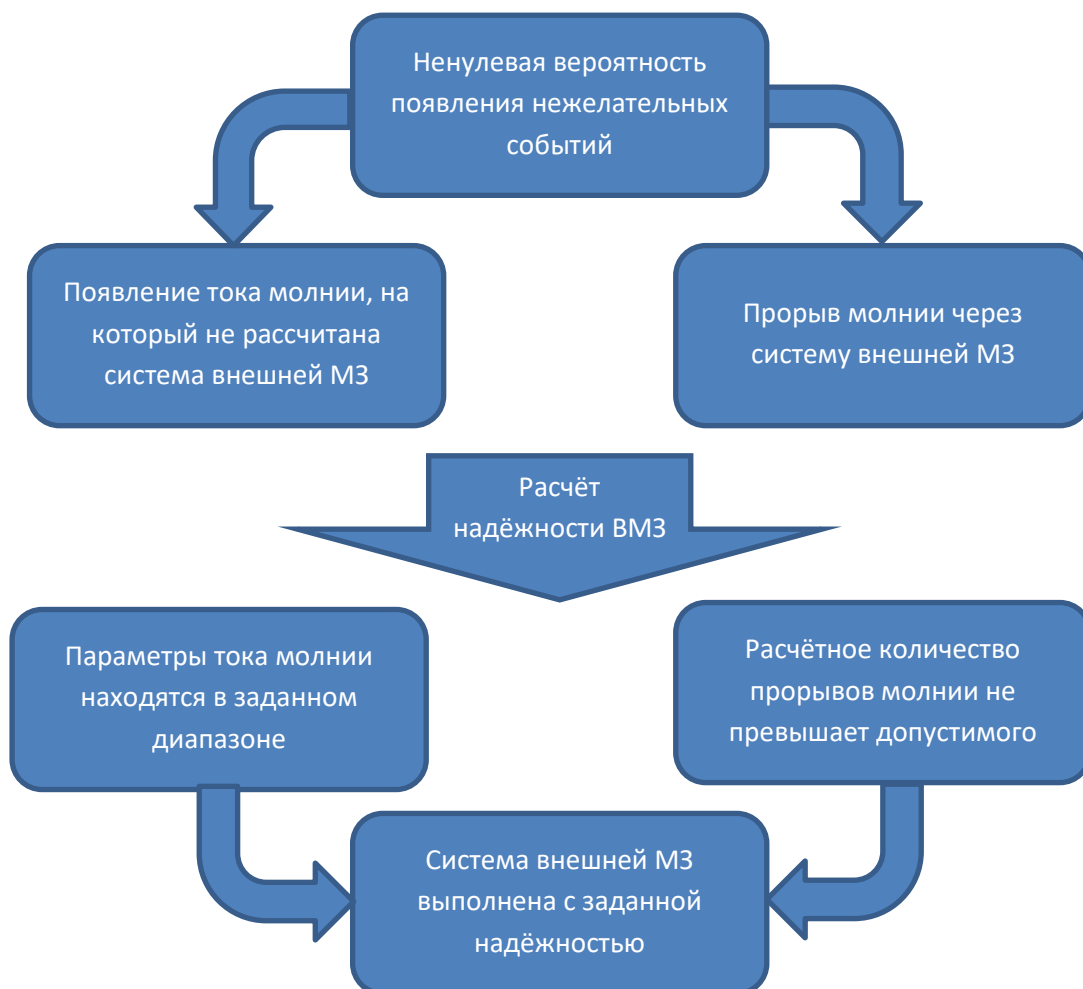 Ненулевая вероятность
появления нежелательных
событий
Появление тока молнии, на
который не рассчитана
система внешней МЗ
Прорыв молнии через
систему внешней МЗ
Расчёт
надёжности ВМЗ
Параметры тока молнии
находятся в заданном
диапазоне
Расчётное количество
прорывов молнии не
превышает допустимого
Система внешней МЗ
выполнена с заданной
надёжностью